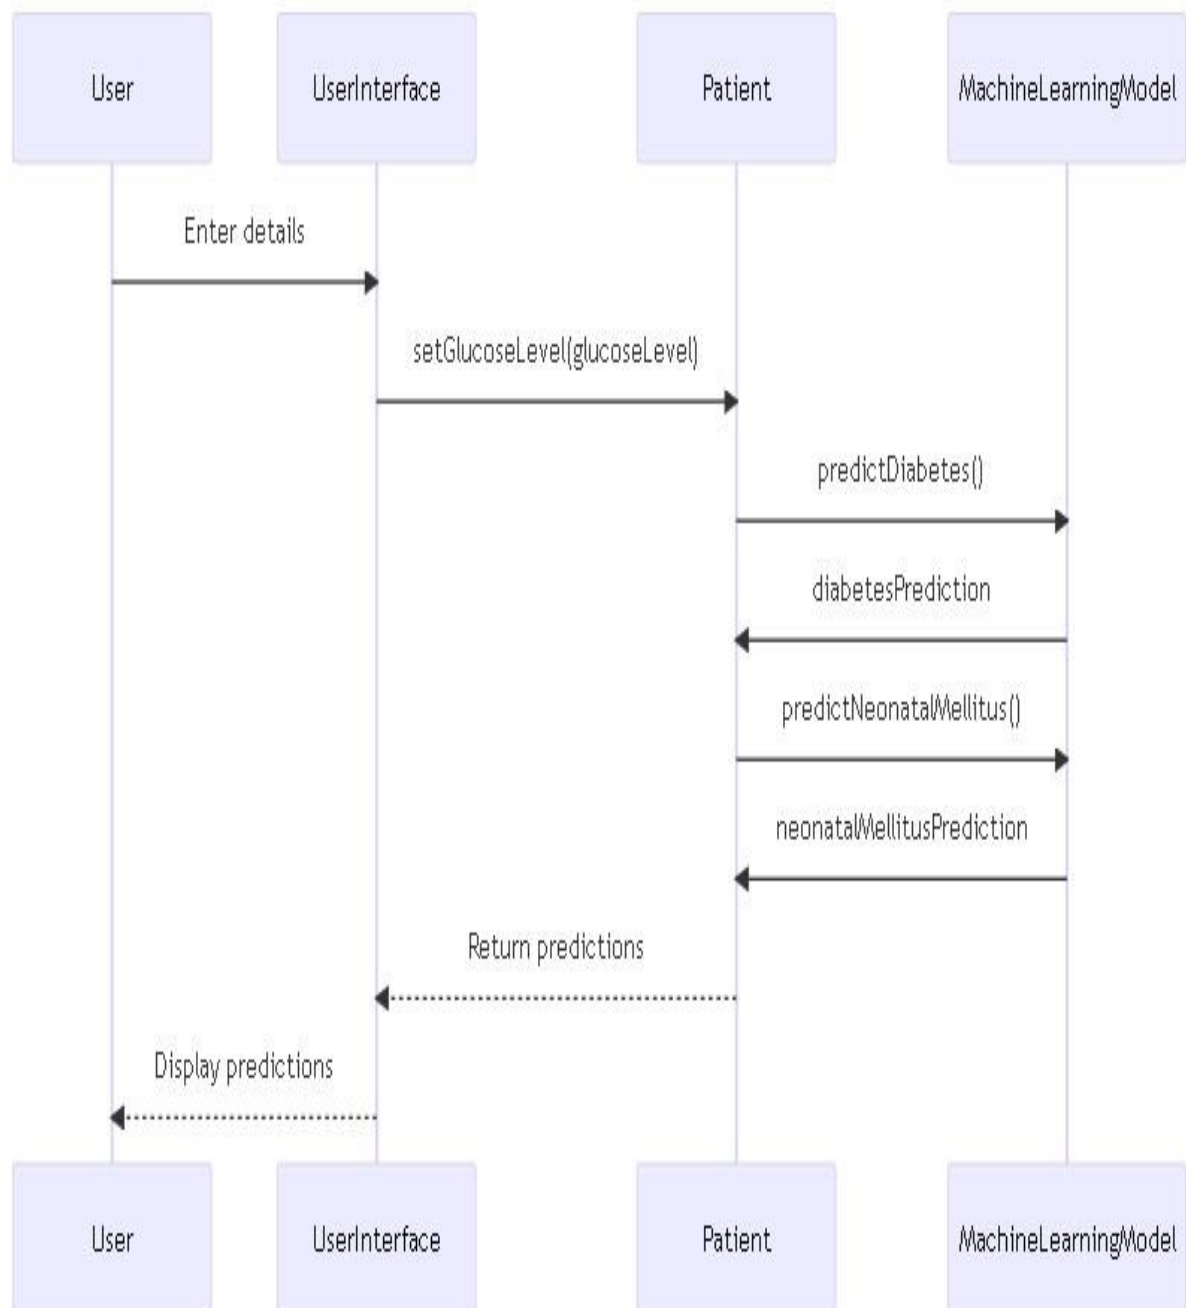 User
UserInterface
Patient
MachineLearningModel
Enter details
setGlucoseLevel(glucoseLevel)
predictDiabetes()
diabetesPrediction
predictNeonatalMellitus()
neonatalMellitusPrediction
Return predictions
Display predictions
User
UserInterface
Patient
MachineLearningModel